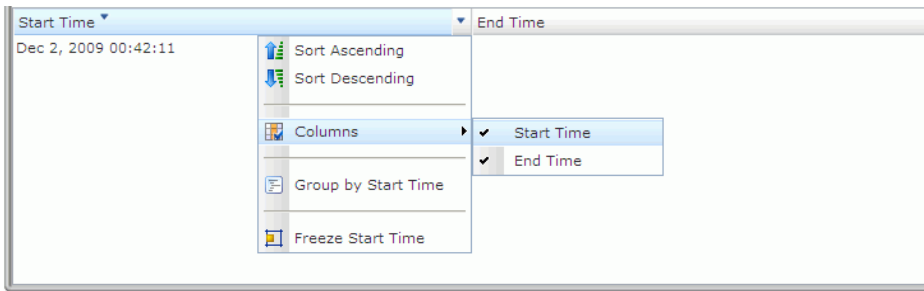 Start Time
End Time
Dec 2, 2009 00:42:11
Sort Ascending
Sort Descending
Columns
Start Time
End Time
Group by Start Time
Freeze Start Time